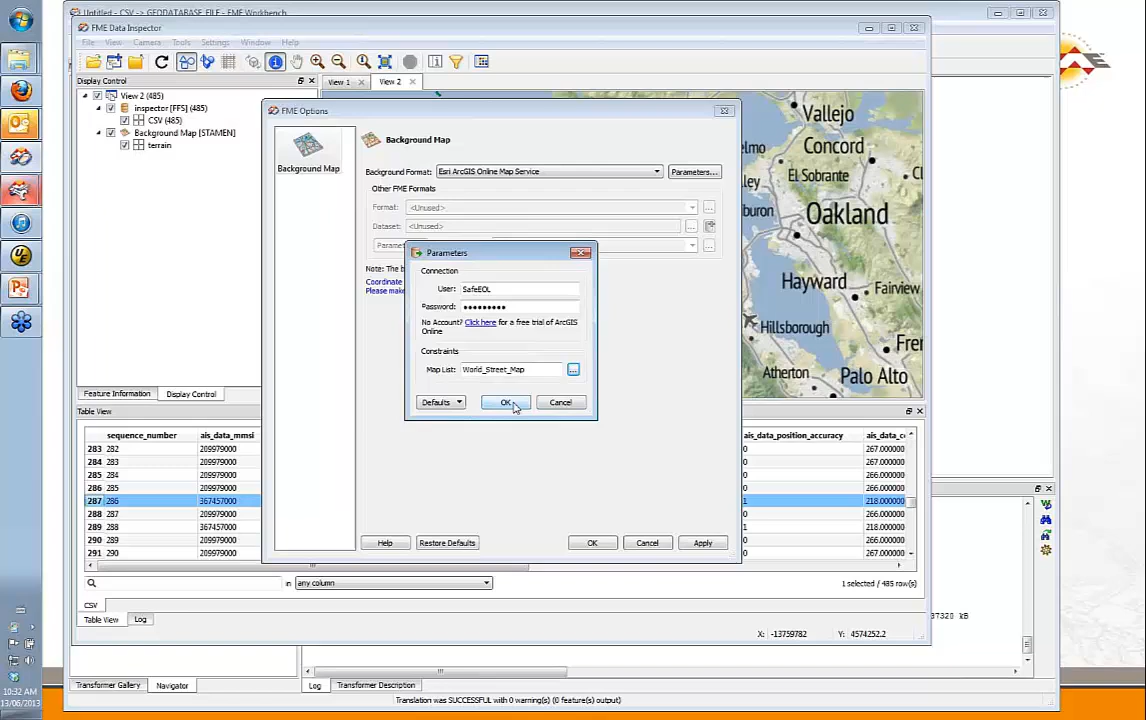 Untitled - CSV -> GEODATABASE_FILE - FME Workbench
FME Data Inspector
File View Camera Tools Settings Window Help
Display Control
View 1
View 2
View 2 (485)
inspector [FFS] (485)
CSV (485)
Background Map [STAMEN]
terrain
FME Options
Background Map
Background Map
Background Format: Esri ArcGIS Online Map Service Parameters...
Other FME Formats
Format: <Unused>
Dataset: <Unused>
Note: The b
Coordinate
Please make
Parameters
Connection
User: SafeEOL
Password: •••••••••
No Account? Click here for a free trial of ArcGIS
Online
Constraints
Map List: World_Street_Map
Defaults OK Cancel
Help Restore Defaults OK Cancel Apply
Vallejo
Concord
El Sobrante
Oakland
Hayward
Fairview
Hillsborough
Atherton
Palo Alto
Feature Information Display Control
Table View
sequence_number ais_data_mmsi ais_data_position_accuracy
283 282 209979000 0 267.000000
284 283 209979000 0 267.000000
285 284 209979000 0 266.000000
286 285 209979000 0 266.000000
287 286 367457000 1 218.000000
288 287 209979000 0 266.000000
289 288 367457000 1 218.000000
290 289 209979000 0 266.000000
291 290 209979000 0 267.000000
in any column 1 selected / 485 row(s)
CSV
Table View Log
X: -13759782 Y: 4574252.2
37320 kB
Transformer Gallery Navigator Log Transformer Description
Translation was SUCCESSFUL with 0 warning(s) (0 feature(s) output)
10:32 AM
13/06/2013